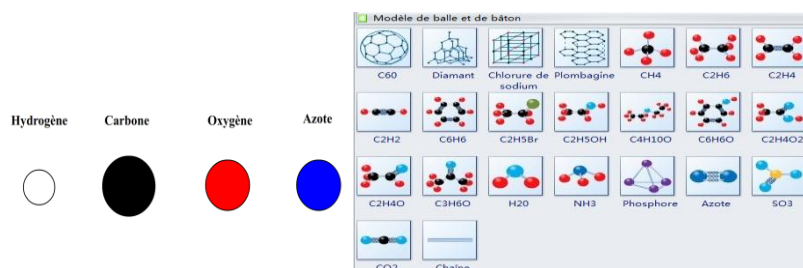 Hydrogène Carbone Oxygène Azote
Modèle de balle et de bâton
C60 Diamant Chlorure de sodium Plombagine CH4 C2H6 C2H4
C2H2 C6H6 C2H5Br C2H5OH C4H10O C6H6O C2H4O2
C2H4O C3H6O H20 NH3 Phosphore Azote SO3
CO2 Chaîne